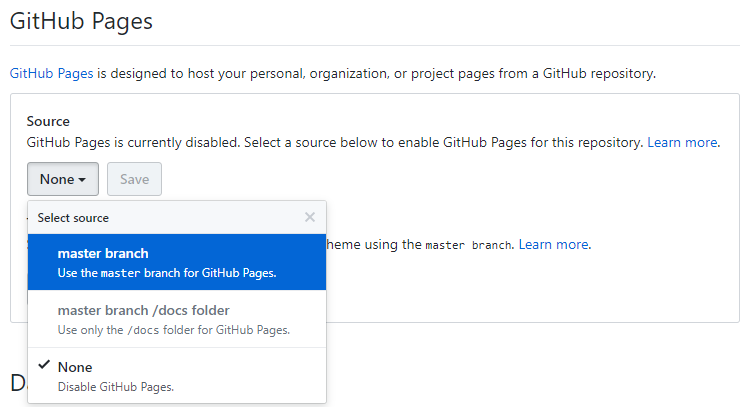 GitHub Pages
GitHub Pages is designed to host your personal, organization, or project pages from a GitHub repository.
Source
GitHub Pages is currently disabled. Select a source below to enable GitHub Pages for this repository. Learn more.
None
Save
Select source
master branch
Use the master branch for GitHub Pages.
heme using the master branch. Learn more.
master branch /docs folder
Use only the /docs folder for GitHub Pages.
None
Disable GitHub Pages.
D